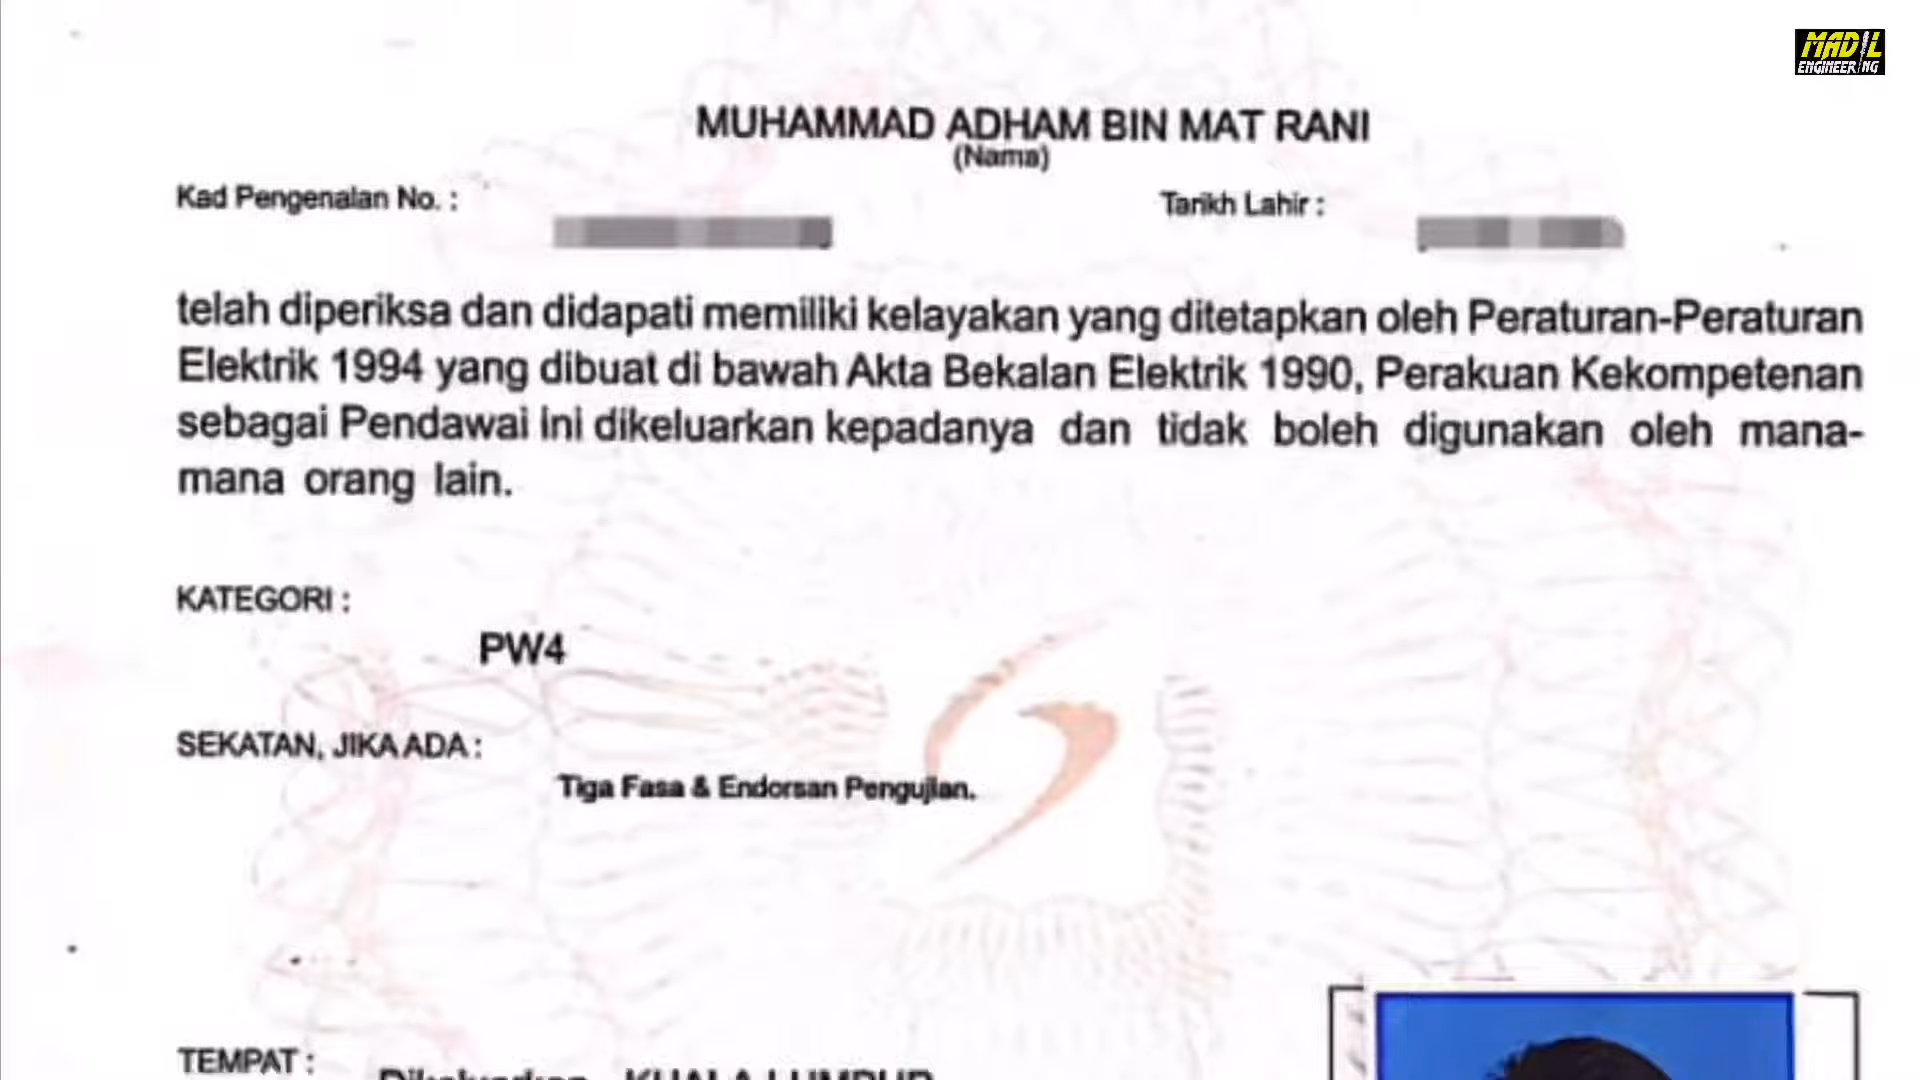 MADIL
ENGINEERING
MUHAMMAD ADHAM BIN MAT RANI
(Nama)
Kad Pengenalan No. :
Tarikh Lahir :
telah diperiksa dan didapati memiliki kelayakan yang ditetapkan oleh Peraturan-Peraturan
Elektrik 1994 yang dibuat di bawah Akta Bekalan Elektrik 1990, Perakuan Kekompetenan
sebagai Pendawai ini dikeluarkan kepadanya dan tidak boleh digunakan oleh mana-
mana orang lain.
KATEGORI :
PW4
SEKATAN, JIKA ADA :
Tiga Fasa & Endorsan Pengujian.
TEMPAT :
Dikeluarkan KUALA LUMPUR